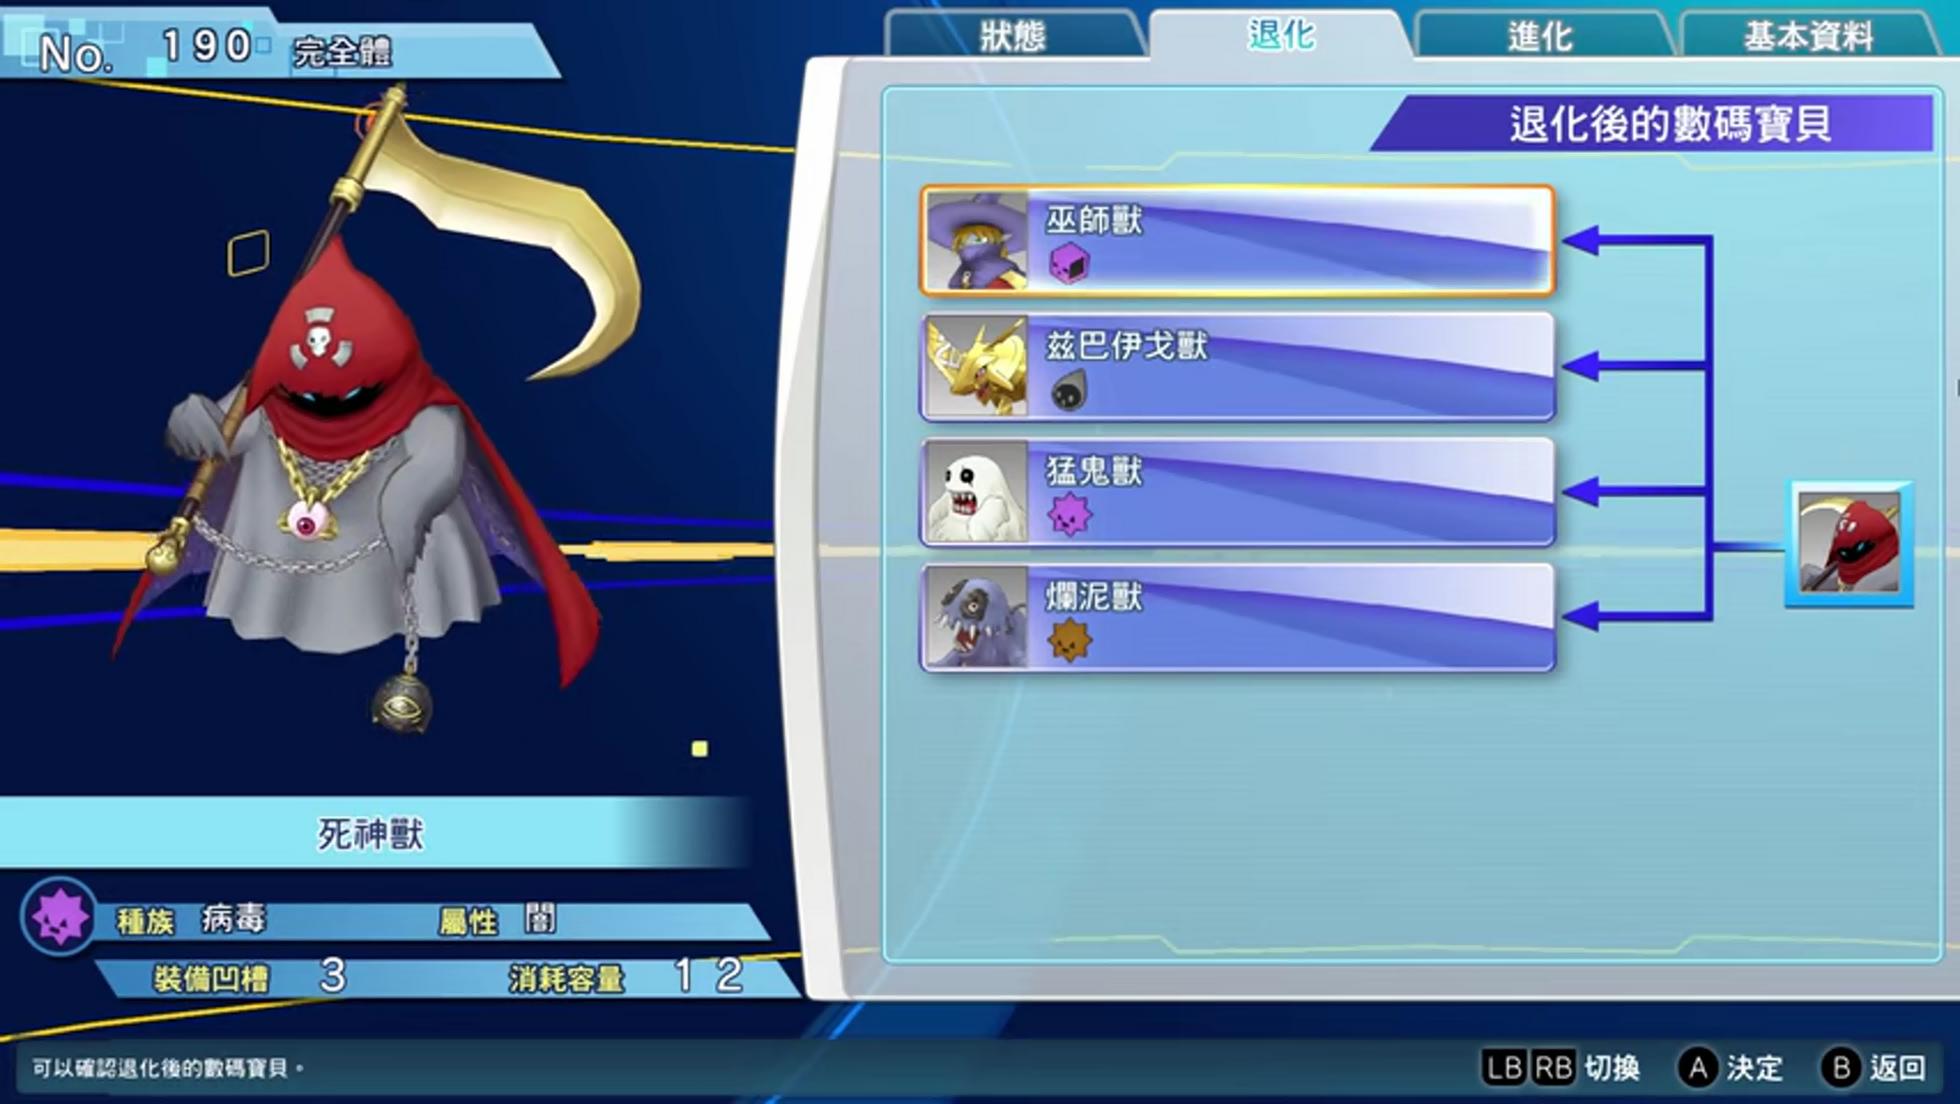 No. 190 完全體
狀態
退化
進化
基本資料
退化後的數碼寶貝
巫師獸
茲巴伊戈獸
猛鬼獸
爛泥獸
死神獸
種族 病毒 屬性 闇
裝備凹槽 3 消耗容量 12
可以確認退化後的數碼寶貝。
LB RB 切換 A 決定 B 返回